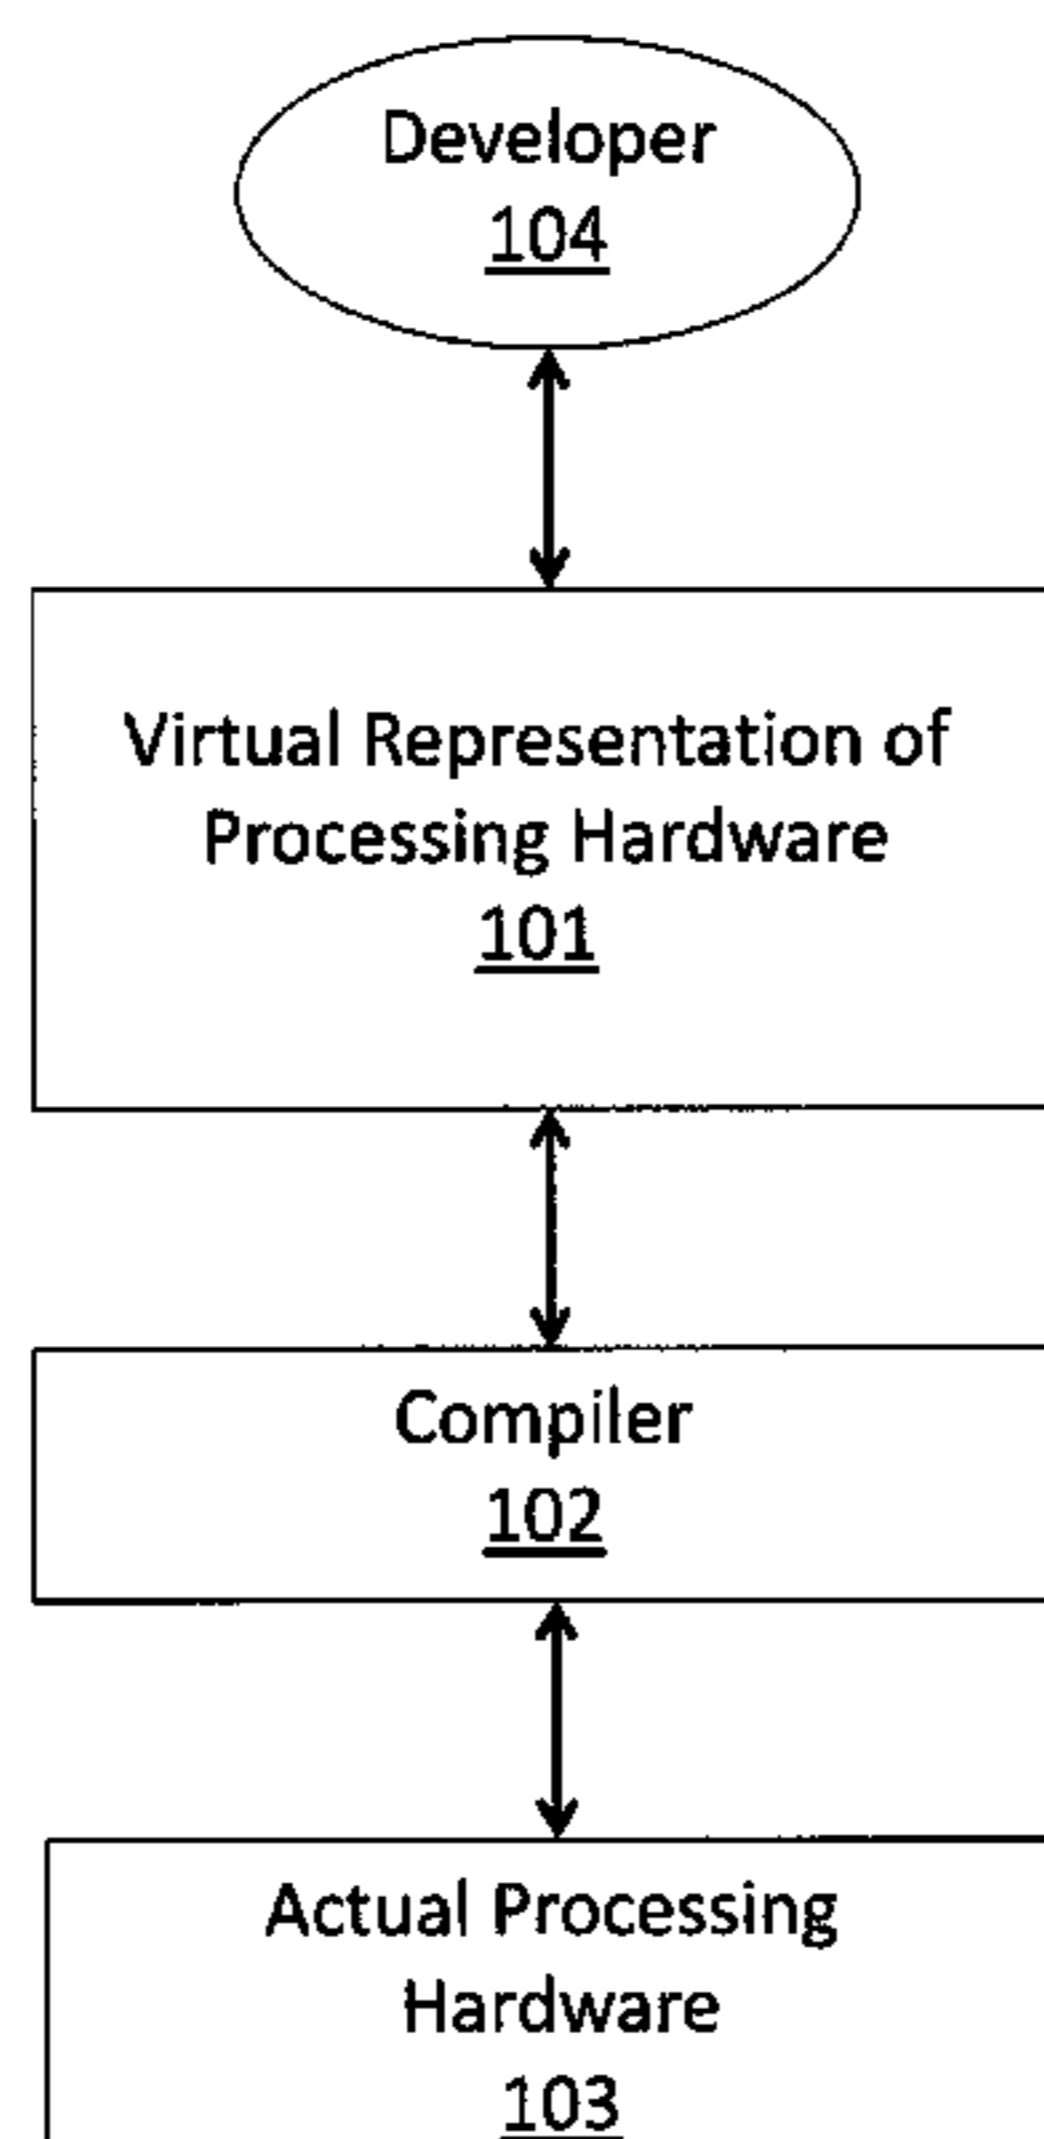 Developer
104
Virtual Representation of
Processing Hardware
101
Compiler
102
Actual Processing
Hardware
103